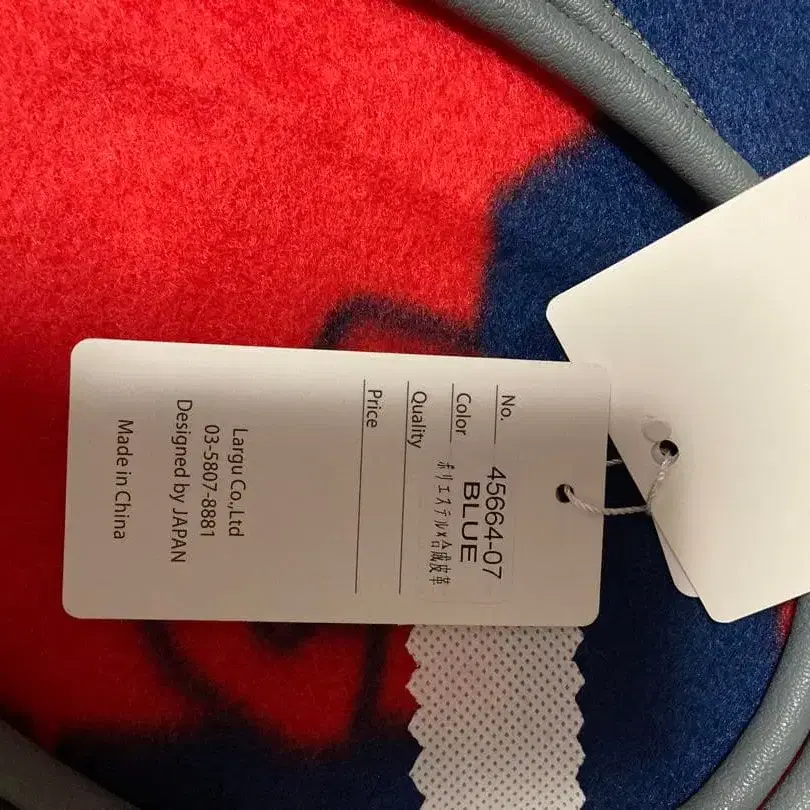 No. 45664-07
Color BLUE
Quality ポリエステル×合成皮革
Price
Largu Co.,Ltd
03-5807-8881
Designed by JAPAN
Made in China